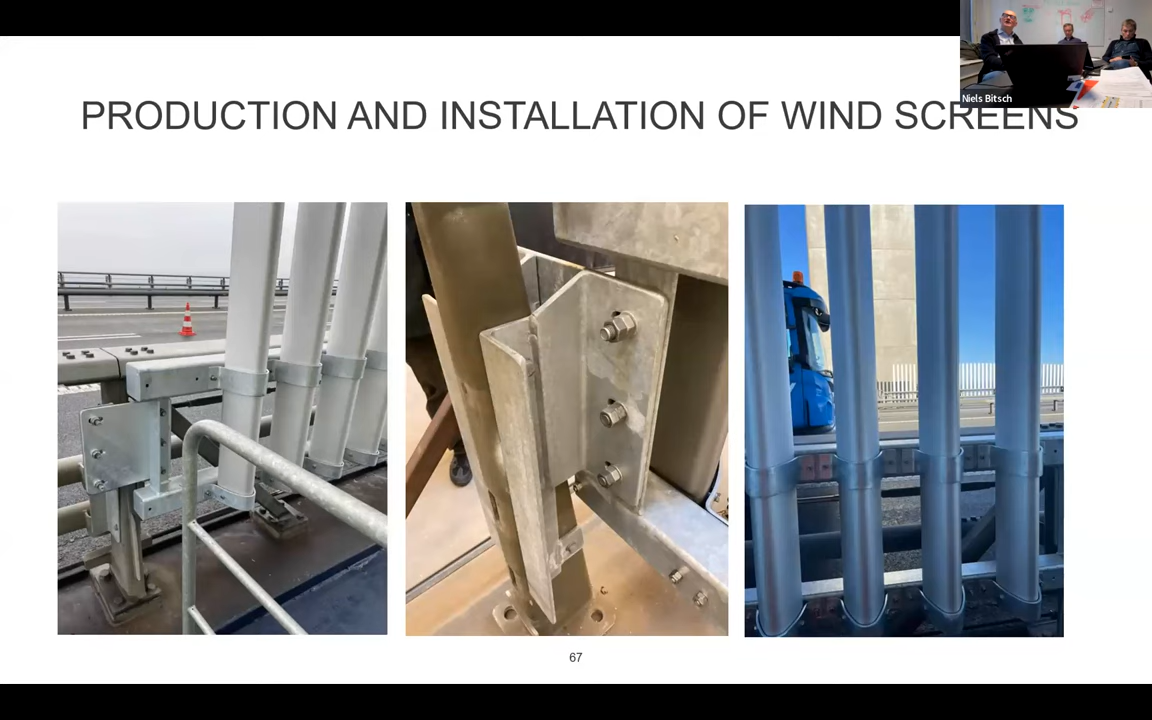 PRODUCTION AND INSTALLATION OF WIND SCREENS
Niels Bitsch
67